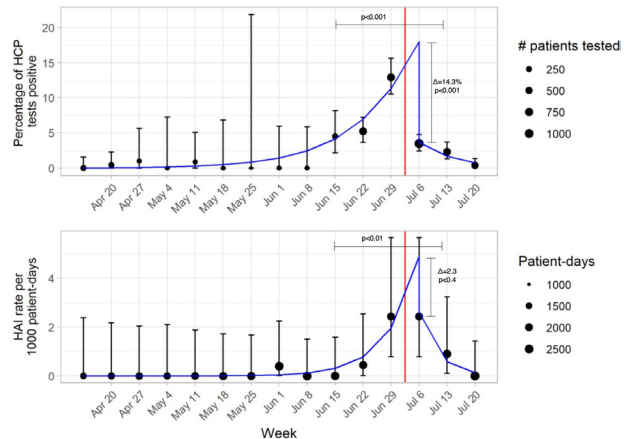 p<0.001
Percentage of HCP
tests positive
20
15
10
5
0
Δ=14.3%
p<0.001
Apr 20
Apr 27
May 4
May 11
May 18
May 25
Jun 1
Jun 8
Jun 15
Jun 22
Jun 29
Jul 6
Jul 13
Jul 20
# patients tested
250
500
750
1000
p<0.01
HAI rate per
1000 patient-days
4
2
0
Δ=2.3
p<0.4
Apr 20
Apr 27
May 4
May 11
May 18
May 25
Jun 1
Jun 8
Jun 15
Jun 22
Jun 29
Jul 6
Jul 13
Jul 20
Week
Patient-days
1000
1500
2000
2500